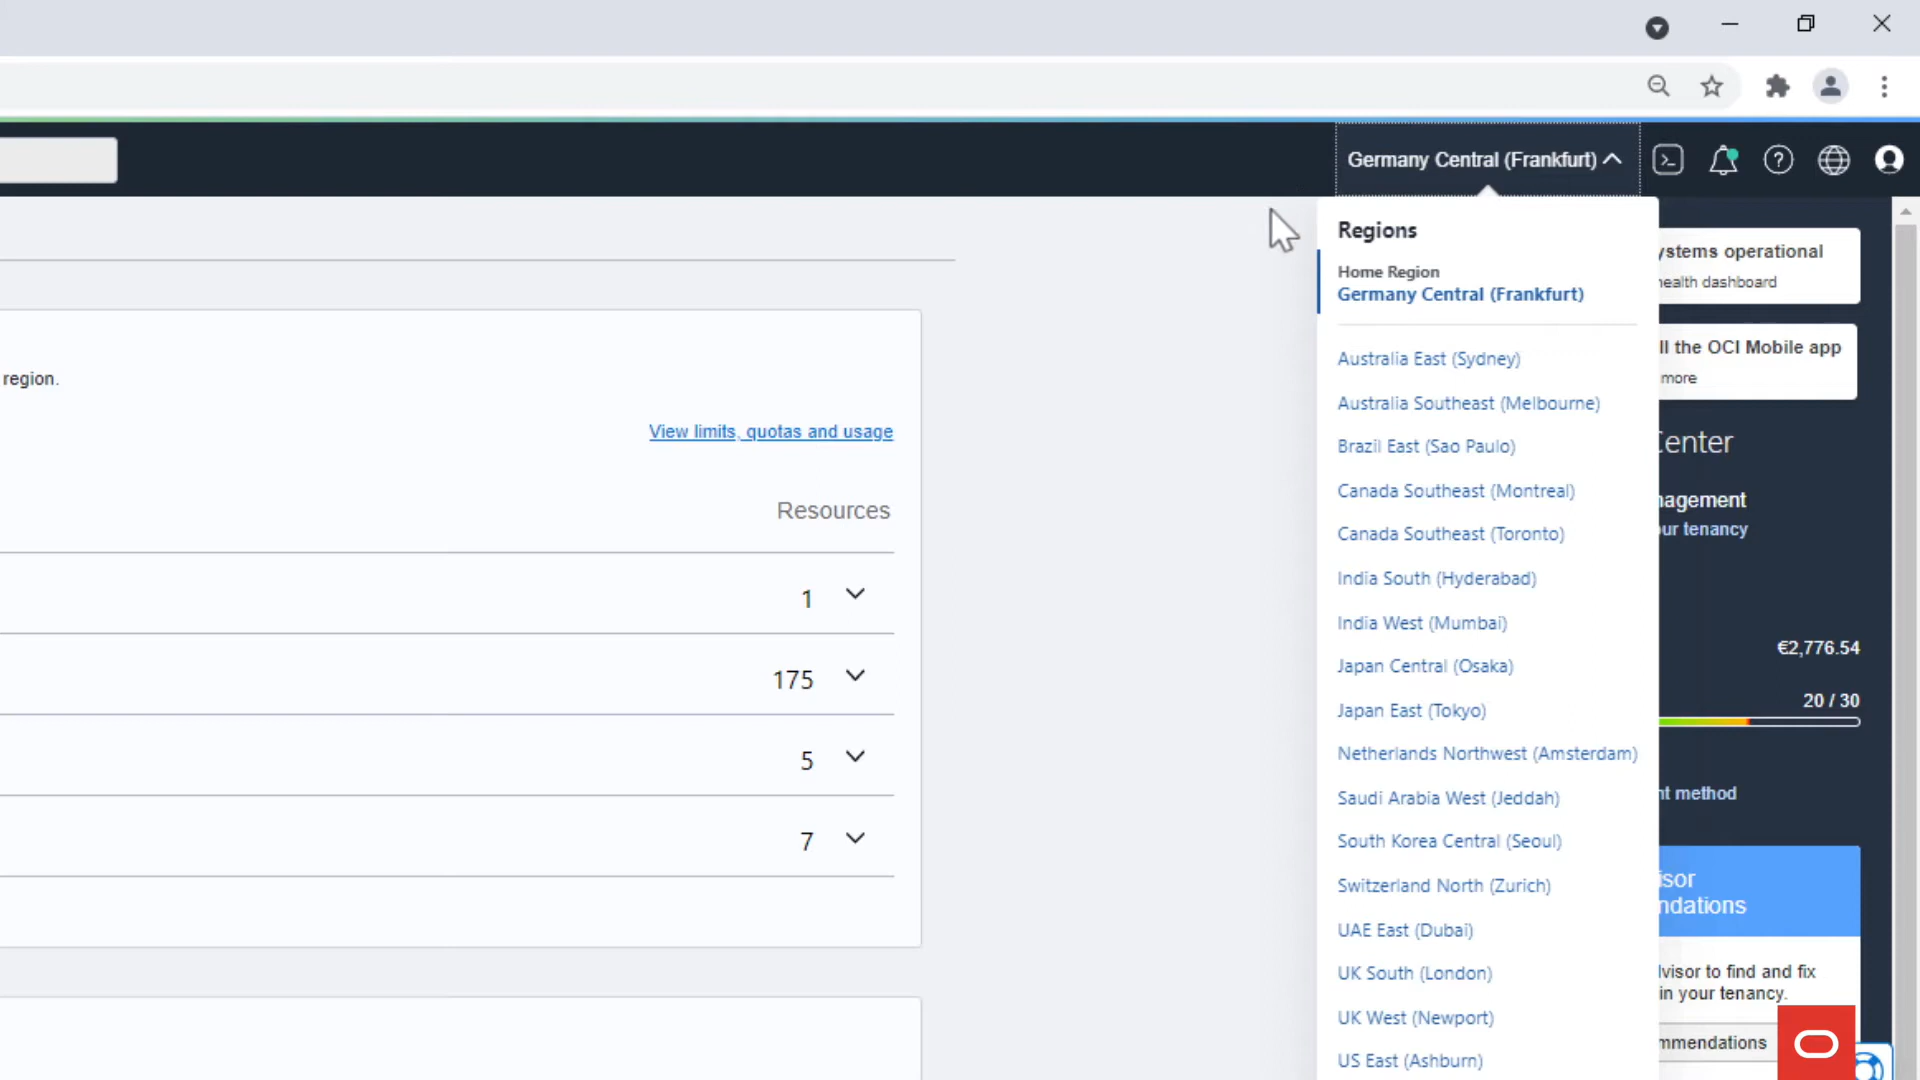 Germany Central (Frankfurt)
Regions
Home Region
Germany Central (Frankfurt)
Australia East (Sydney)
Australia Southeast (Melbourne)
Brazil East (Sao Paulo)
Canada Southeast (Montreal)
Canada Southeast (Toronto)
India South (Hyderabad)
India West (Mumbai)
Japan Central (Osaka)
Japan East (Tokyo)
Netherlands Northwest (Amsterdam)
Saudi Arabia West (Jeddah)
South Korea Central (Seoul)
Switzerland North (Zurich)
UAE East (Dubai)
UK South (London)
UK West (Newport)
US East (Ashburn)
region.
View limits, quotas and usage
Resources
1
175
5
7
ystems operational
health dashboard
ll the OCI Mobile app
more
Center
nagement
our tenancy
€2,776.54
20 / 30
nt method
isor
ndations
lvisor to find and fix
in your tenancy.
mmendations